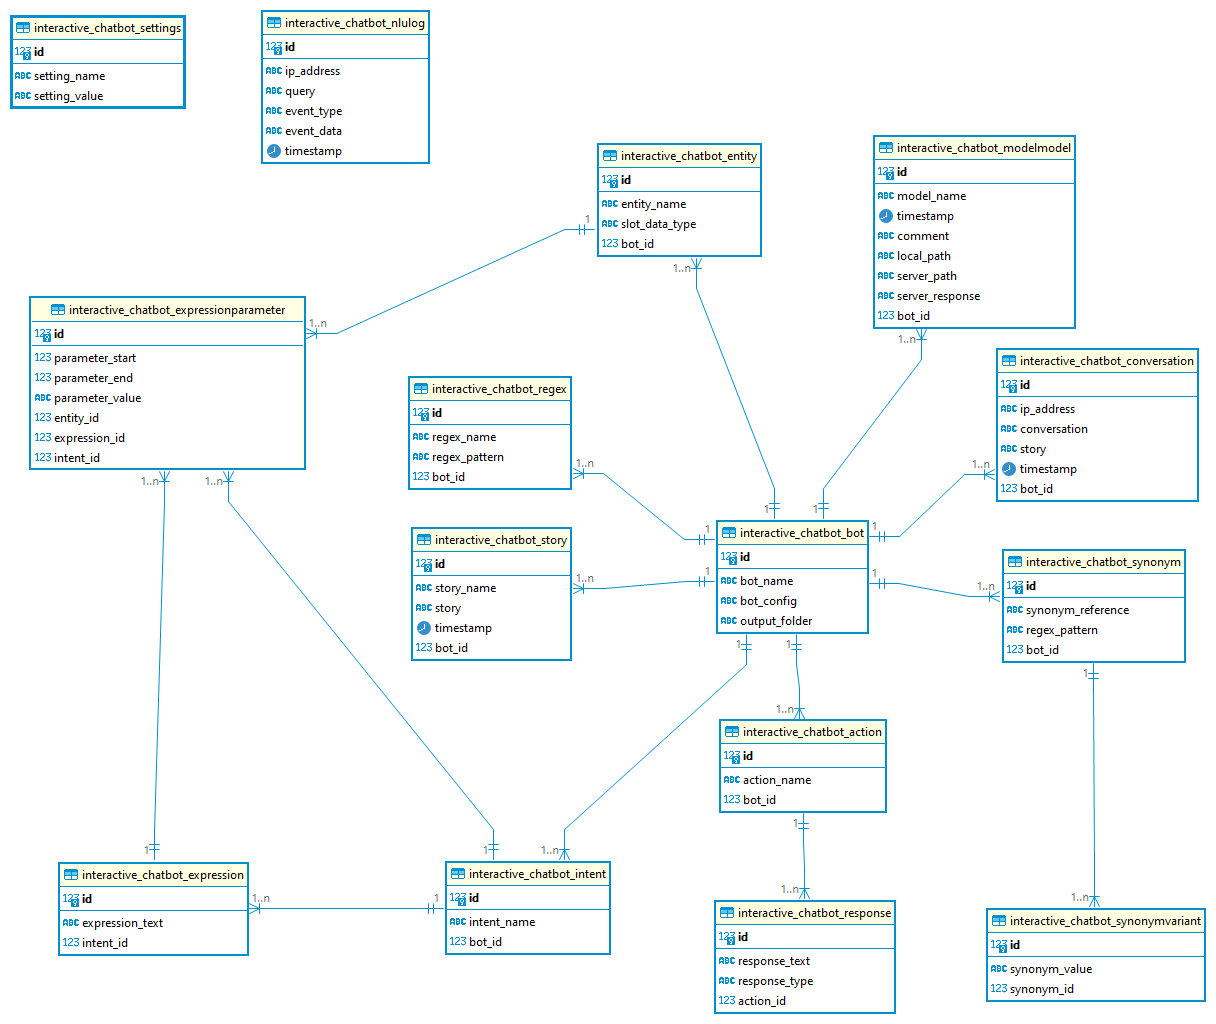 interactive_chatbot_settings
123 id
ABC setting_name
ABC setting_value
interactive_chatbot_nlulog
123 id
ABC ip_address
ABC query
ABC event_type
ABC event_data
timestamp
interactive_chatbot_entity
123 id
ABC entity_name
ABC slot_data_type
123 bot_id
interactive_chatbot_modelmodel
123 id
ABC model_name
timestamp
ABC comment
ABC local_path
ABC server_path
ABC server_response
123 bot_id
1
1..n
1..n
1..n
interactive_chatbot_expressionparameter
123 id
123 parameter_start
123 parameter_end
ABC parameter_value
123 entity_id
123 expression_id
123 intent_id
interactive_chatbot_regex
123 id
ABC regex_name
ABC regex_pattern
123 bot_id
interactive_chatbot_conversation
123 id
ABC ip_address
ABC conversation
ABC story
timestamp
123 bot_id
1..n
1..n
1..n
1..n
1
1
1
1
interactive_chatbot_story
123 id
ABC story_name
ABC story
timestamp
123 bot_id
interactive_chatbot_bot
123 id
ABC bot_name
ABC bot_config
ABC output_folder
interactive_chatbot_synonym
123 id
ABC synonym_reference
ABC regex_pattern
123 bot_id
1..n
1
1
1..n
1
1
1
1..n
interactive_chatbot_action
123 id
ABC action_name
123 bot_id
1
1
1..n
1
interactive_chatbot_expression
123 id
ABC expression_text
123 intent_id
1..n
1
interactive_chatbot_intent
123 id
ABC intent_name
123 bot_id
1..n
interactive_chatbot_response
123 id
ABC response_text
ABC response_type
123 action_id
1..n
interactive_chatbot_synonymvariant
123 id
ABC synonym_value
123 synonym_id